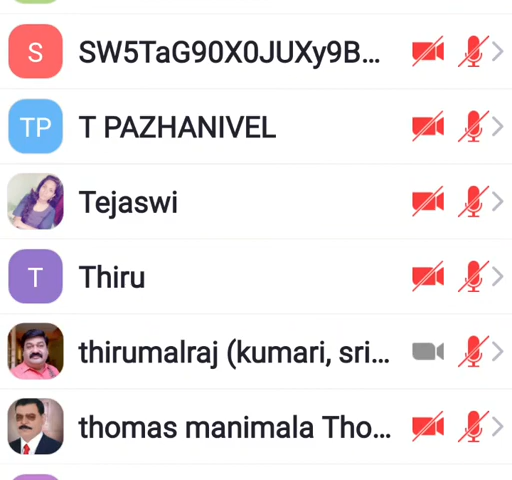 S SW5TaG90X0JUXy9B...
TP T PAZHANIVEL
Tejaswi
T Thiru
thirumalraj (kumari, sri...
thomas manimala Tho...